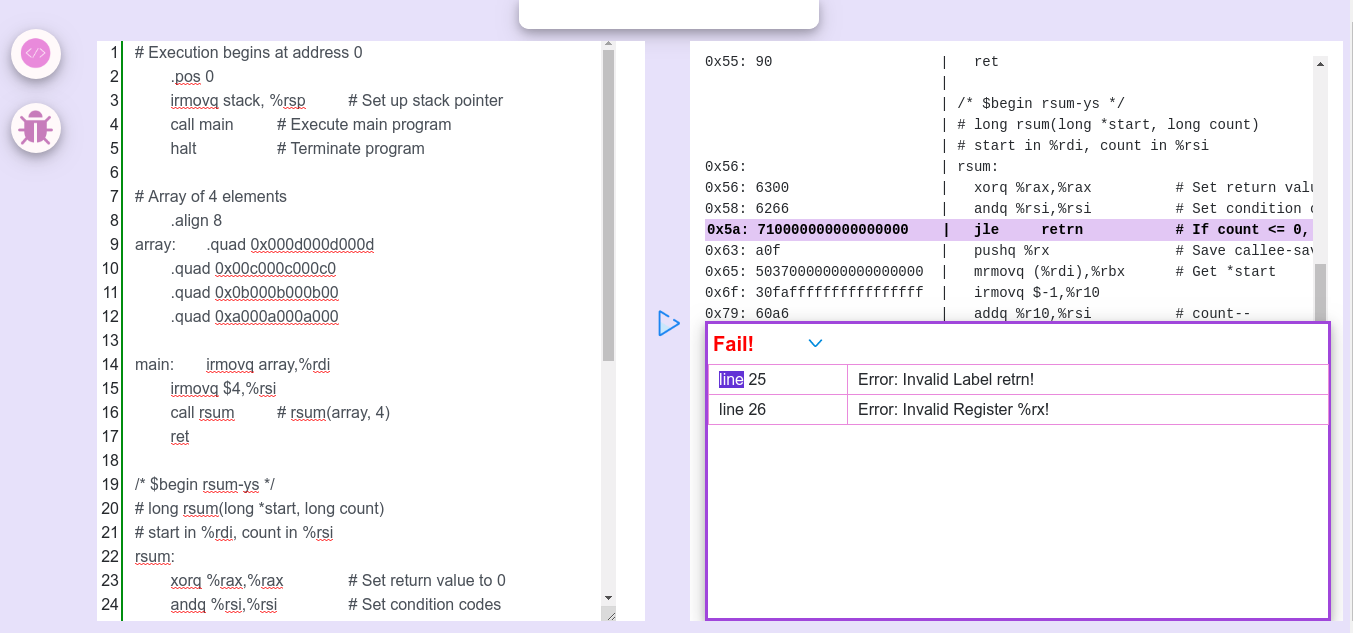 </>
1 # Execution begins at address 0
2 .pos 0
3 irmovq stack, %rsp # Set up stack pointer
4 call main # Execute main program
5 halt # Terminate program
6
7 # Array of 4 elements
8 .align 8
9 array: .quad 0x000d000d000d
10 .quad 0x00c000c000c0
11 .quad 0x0b000b000b00
12 .quad 0xa000a000a000
13
14 main: irmovq array,%rdi
15 irmovq $4,%rsi
16 call rsum # rsum(array, 4)
17 ret
18
19 /* $begin rsum-ys */
20 # long rsum(long *start, long count)
21 # start in %rdi, count in %rsi
22 rsum:
23 xorq %rax,%rax # Set return value to 0
24 andq %rsi,%rsi # Set condition codes
0x55: 90 | ret
|
| /* $begin rsum-ys */
| # long rsum(long *start, long count)
| # start in %rdi, count in %rsi
0x56: | rsum:
0x56: 6300 | xorq %rax,%rax # Set return valu
0x58: 6266 | andq %rsi,%rsi # Set condition c
0x5a: 710000000000000000 | jle retrn # If count <= 0,
0x63: a0f | pushq %rx # Save callee-sav
0x65: 50370000000000000000 | mrmovq (%rdi),%rbx # Get *start
0x6f: 30faffffffffffffffff | irmovq $-1,%r10
0x79: 60a6 | addq %r10,%rsi # count--
Fail!
line 25 Error: Invalid Label retrn!
line 26 Error: Invalid Register %rx!